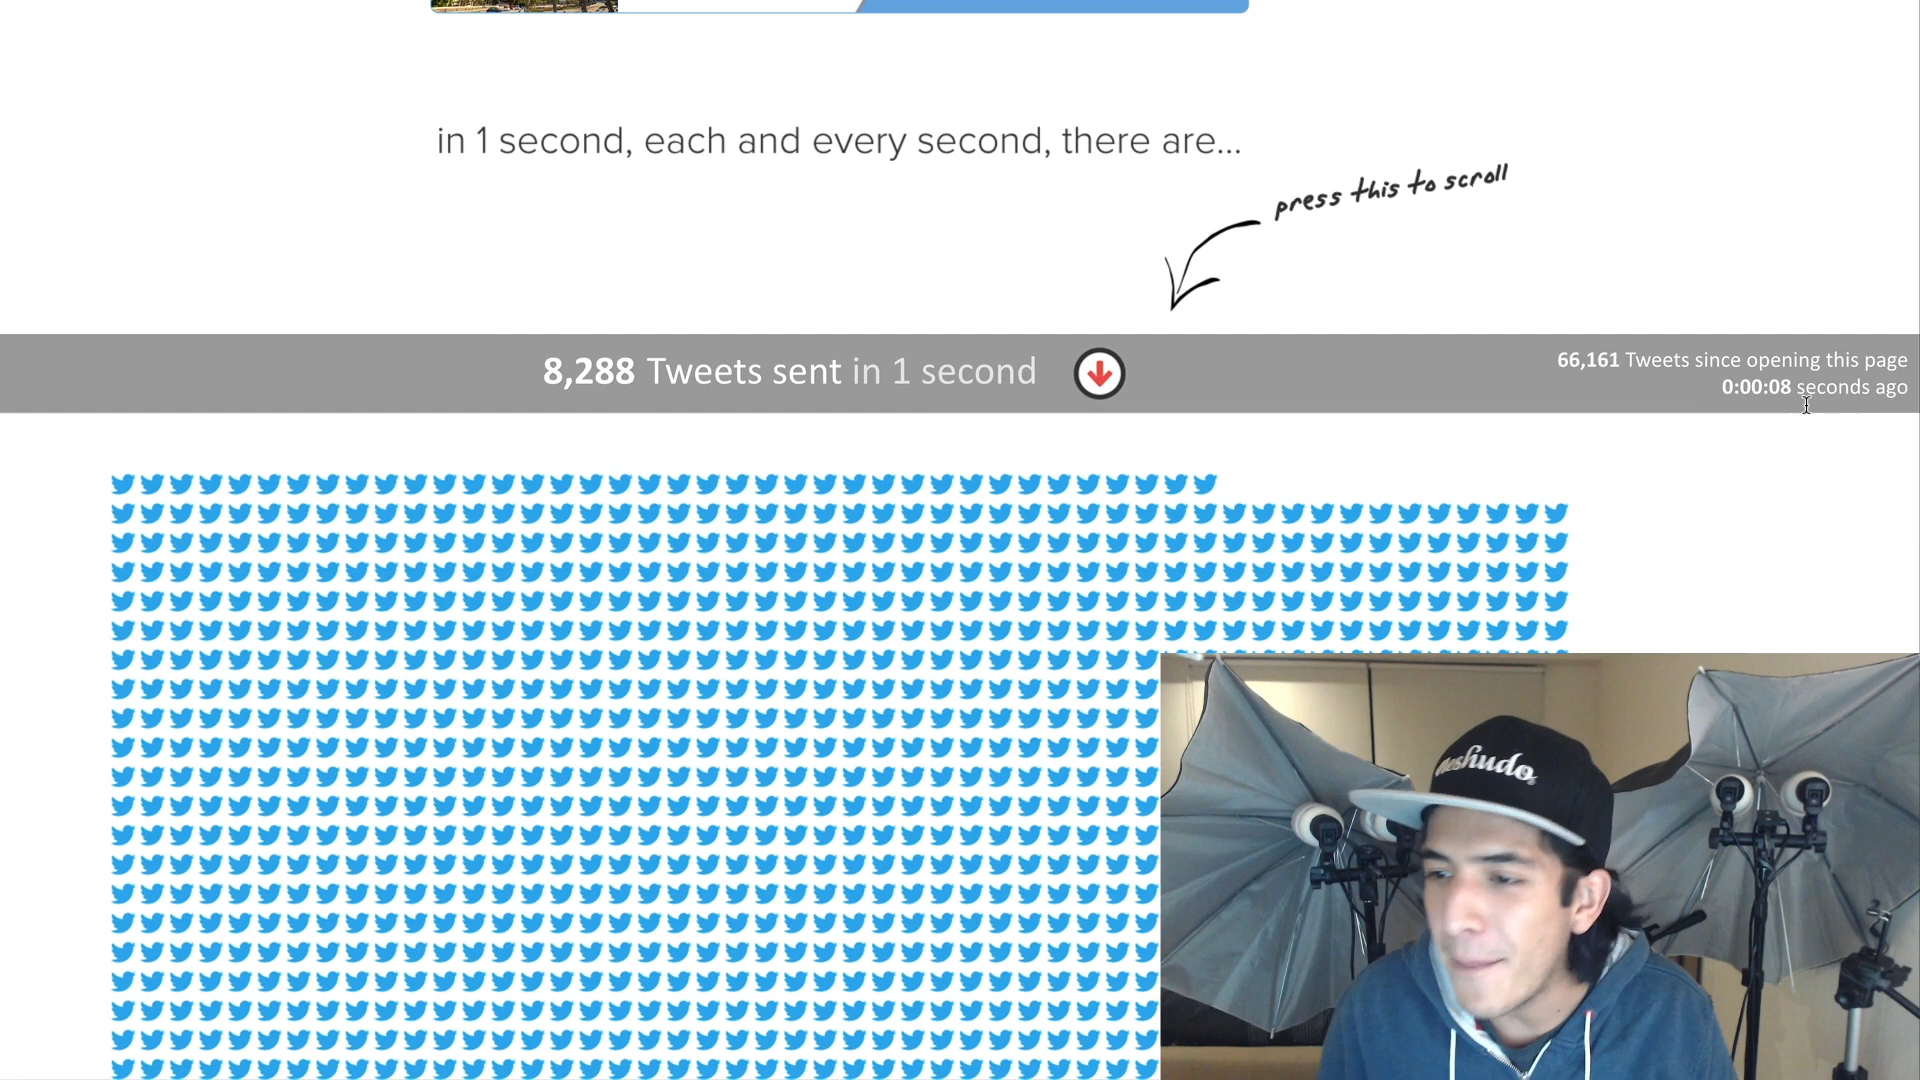 in 1 second, each and every second, there are...
press this to scroll
8,288 Tweets sent in 1 second
66,161 Tweets since opening this page
0:00:08 seconds ago